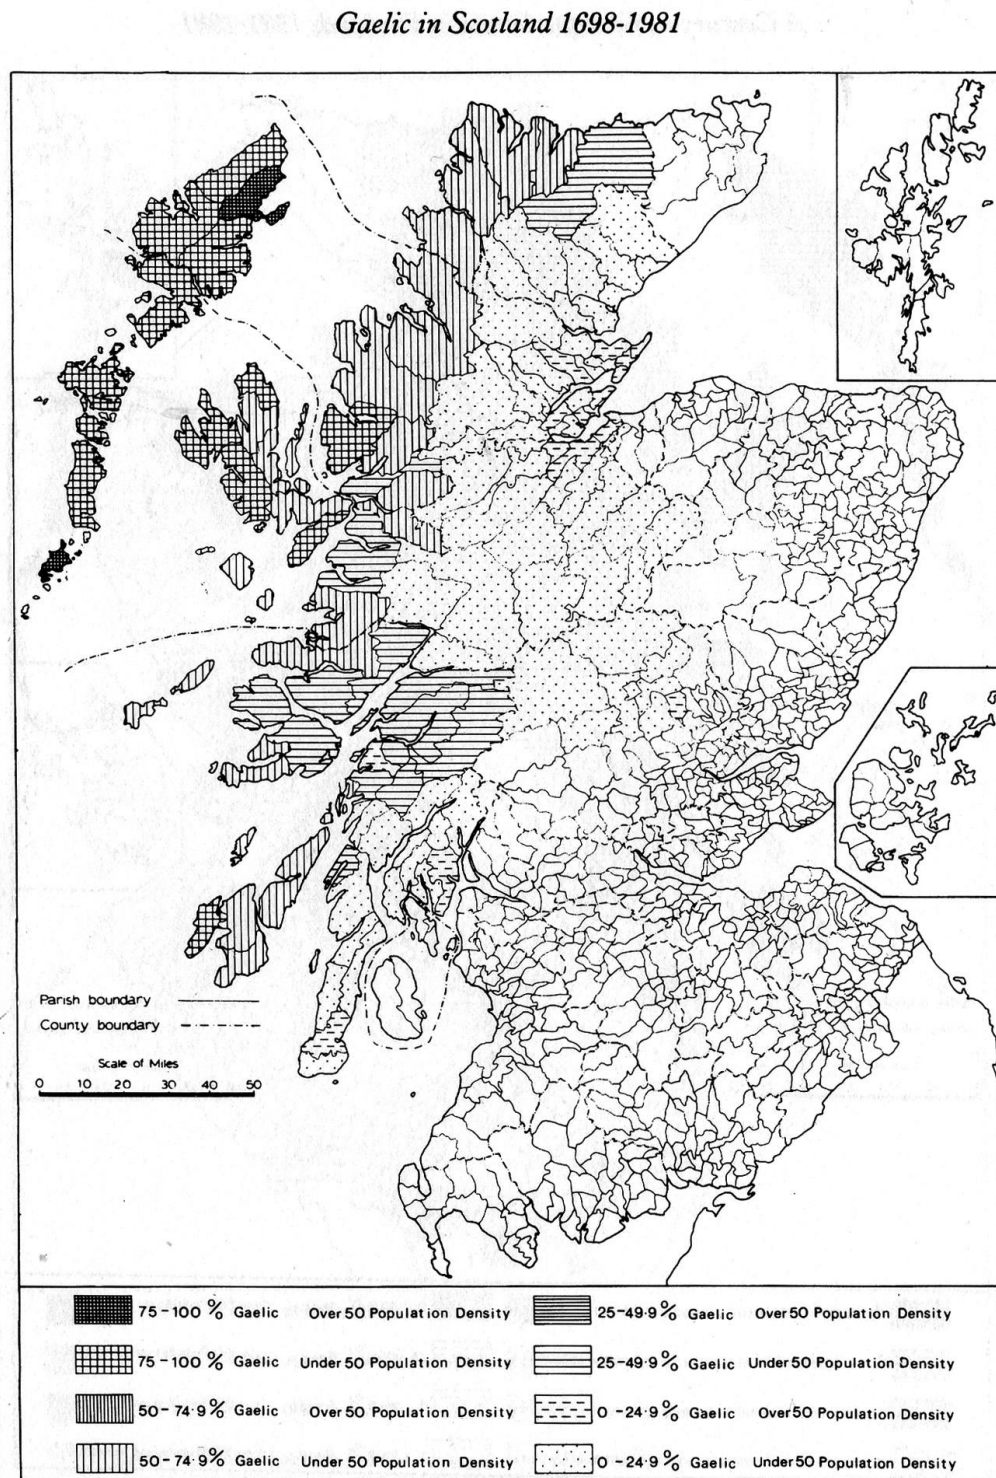 Gaelic in Scotland 1698-1981
Parish boundary
County boundary
Scale of Miles
0 10 20 30 40 50
75-100% Gaelic Over 50 Population Density
75-100% Gaelic Under 50 Population Density
50-74·9% Gaelic Over 50 Population Density
50-74·9% Gaelic Under 50 Population Density
25-49·9% Gaelic Over 50 Population Density
25-49·9% Gaelic Under 50 Population Density
0-24·9% Gaelic Over 50 Population Density
0-24·9% Gaelic Under 50 Population Density